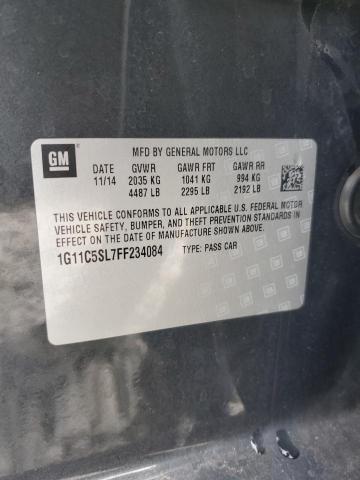 GM
MFD BY GENERAL MOTORS LLC
DATE GVWR GAWR FRT GAWR RR
11/14 2035 KG 1041 KG 994 KG
4487 LB 2295 LB 2192 LB
THIS VEHICLE CONFORMS TO ALL APPLICABLE U.S. FEDERAL MOTOR
VEHICLE SAFETY, BUMPER, AND THEFT PREVENTION STANDARDS IN
EFFECT ON THE DATE OF MANUFACTURE SHOWN ABOVE.
1G11C5SL7FF234084 TYPE: PASS CAR